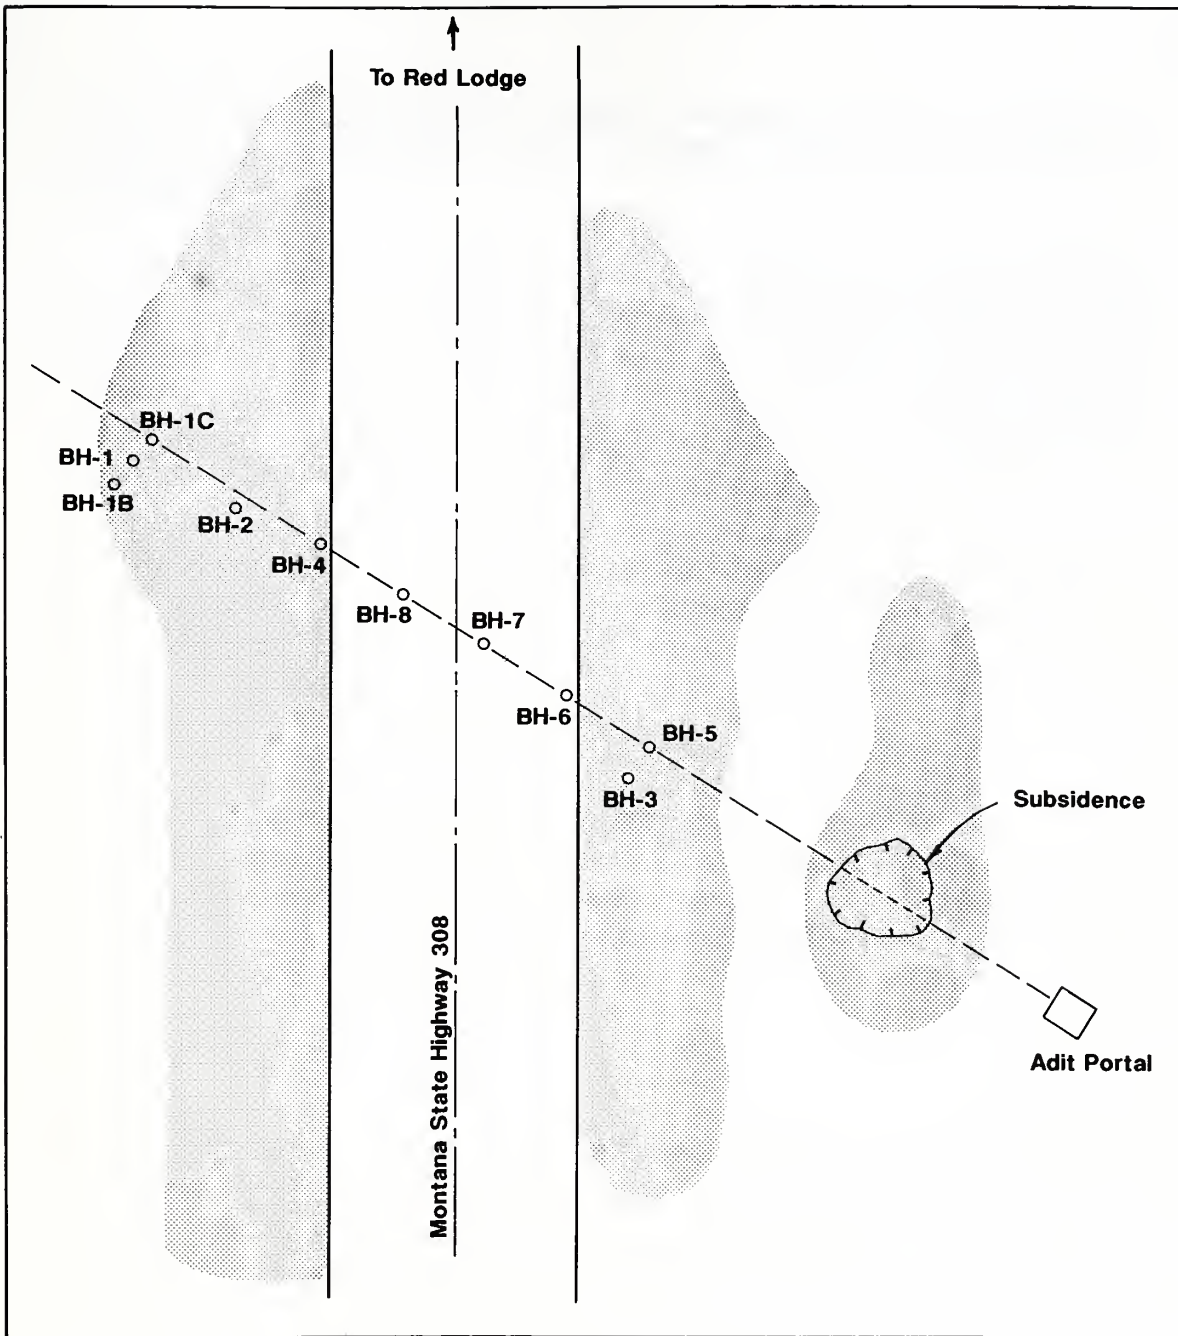 To Red Lodge
BH-1C
BH-1
BH-1B
BH-2
BH-4
BH-8
BH-7
BH-6
BH-5
BH-3
Subsidence
Montana State Highway 308
Adit Portal